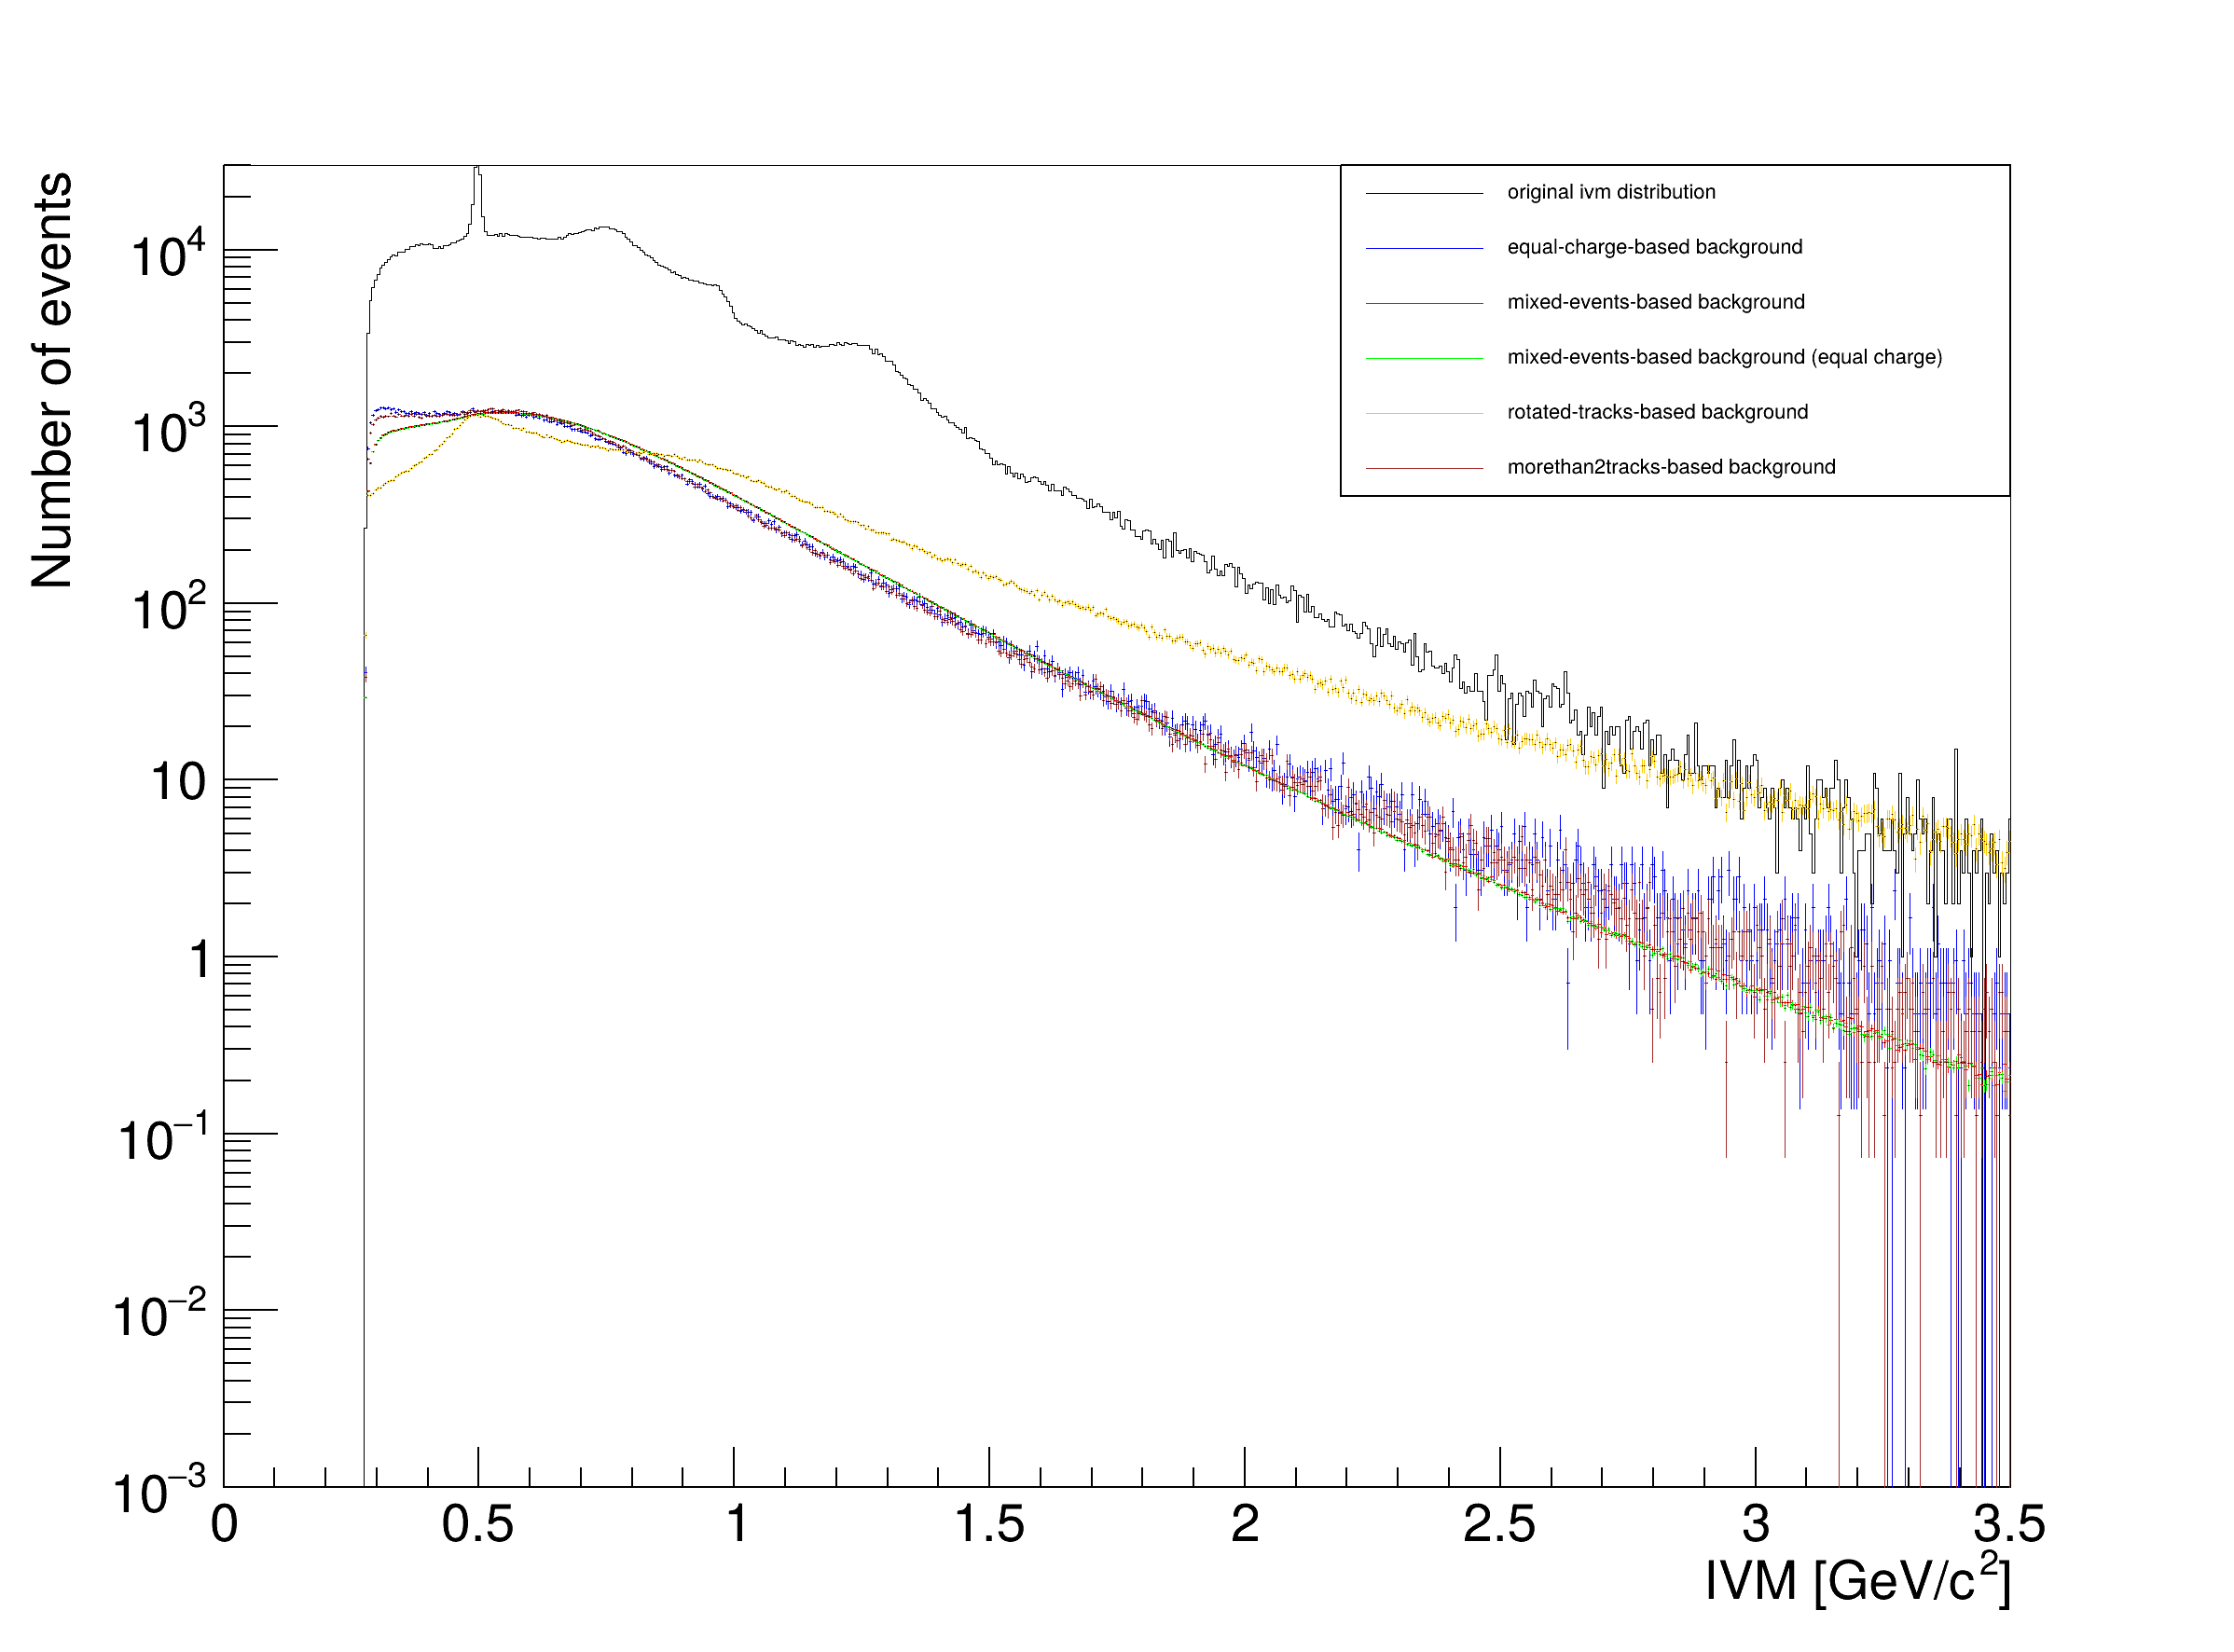 Number of events
10^4
10^3
10^2
10
1
10^−1
10^−2
10^−3
0 0.5 1 1.5 2 2.5 3 3.5
IVM [GeV/c^2]
original ivm distribution
equal-charge-based background
mixed-events-based background
mixed-events-based background (equal charge)
rotated-tracks-based background
morethan2tracks-based background